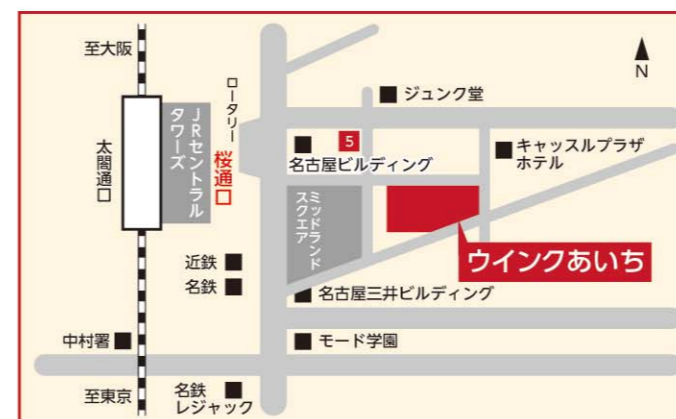 至大阪
N
ジュンク堂
ロータリー
JRセントラル
タワーズ
太閤通口
桜通口
5
名古屋ビルディング
キャッスルプラザ
ホテル
ミッドランド
スクエア
ウインクあいち
近鉄
名鉄
名古屋三井ビルディング
中村署
モード学園
至東京
名鉄
レジャック